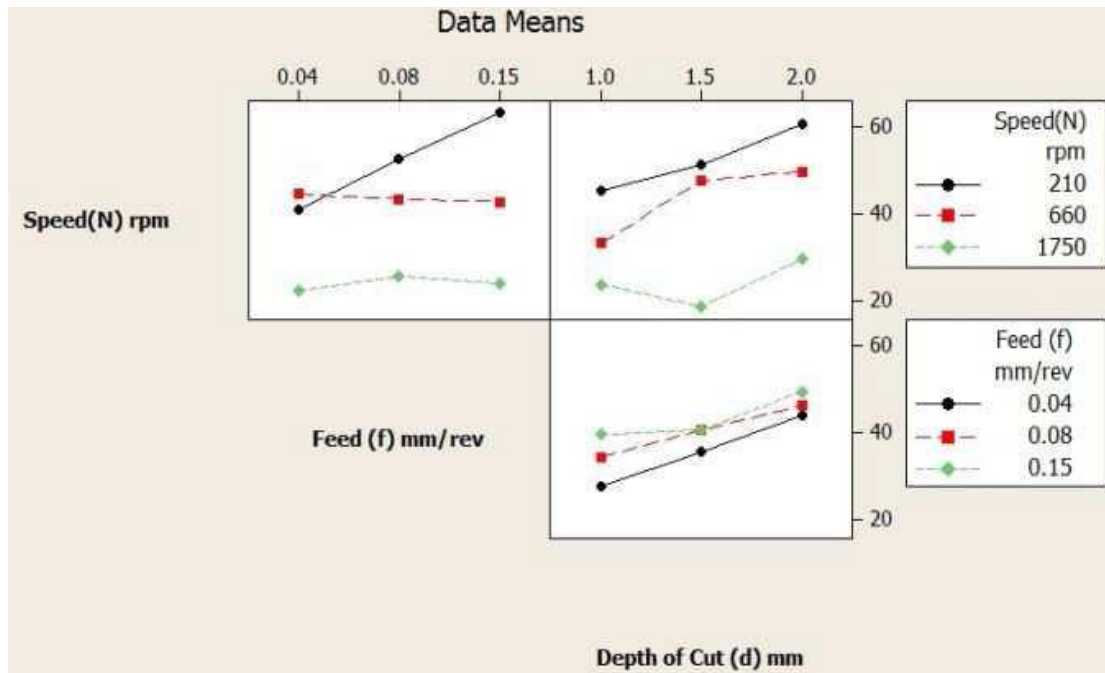 Data Means
0.04 0.08 0.15 1.0 1.5 2.0
Speed(N) rpm
60
40
20
Speed(N)
rpm
210
660
1750
Feed (f) mm/rev
60
40
20
Feed (f)
mm/rev
0.04
0.08
0.15
Depth of Cut (d) mm